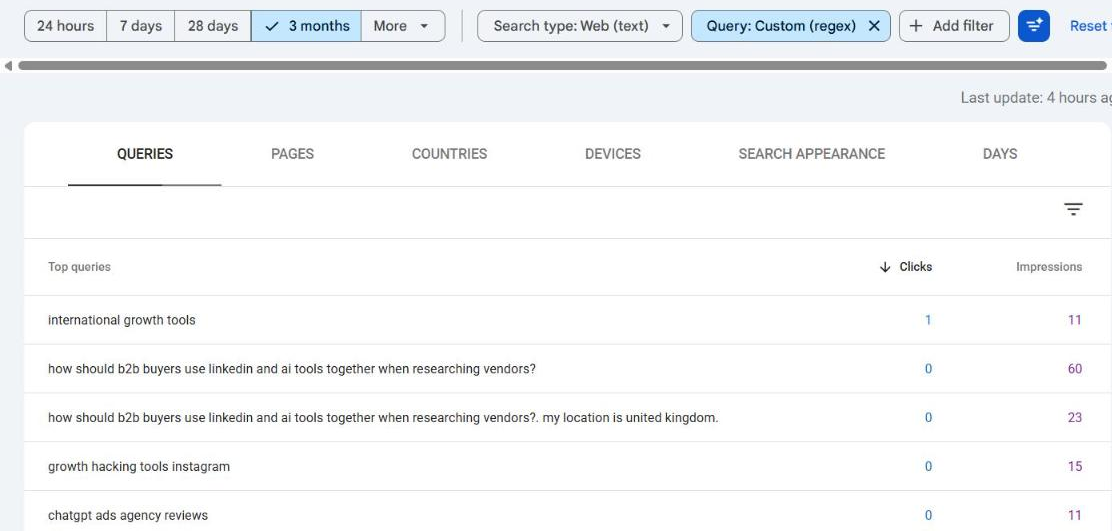 24 hours 7 days 28 days 3 months More Search type: Web (text) Query: Custom (regex) Add filter Reset
Last update: 4 hours ag
QUERIES PAGES COUNTRIES DEVICES SEARCH APPEARANCE DAYS
Top queries Clicks Impressions
international growth tools 1 11
how should b2b buyers use linkedin and ai tools together when researching vendors? 0 60
how should b2b buyers use linkedin and ai tools together when researching vendors?. my location is united kingdom. 0 23
growth hacking tools instagram 0 15
chatgpt ads agency reviews 0 11